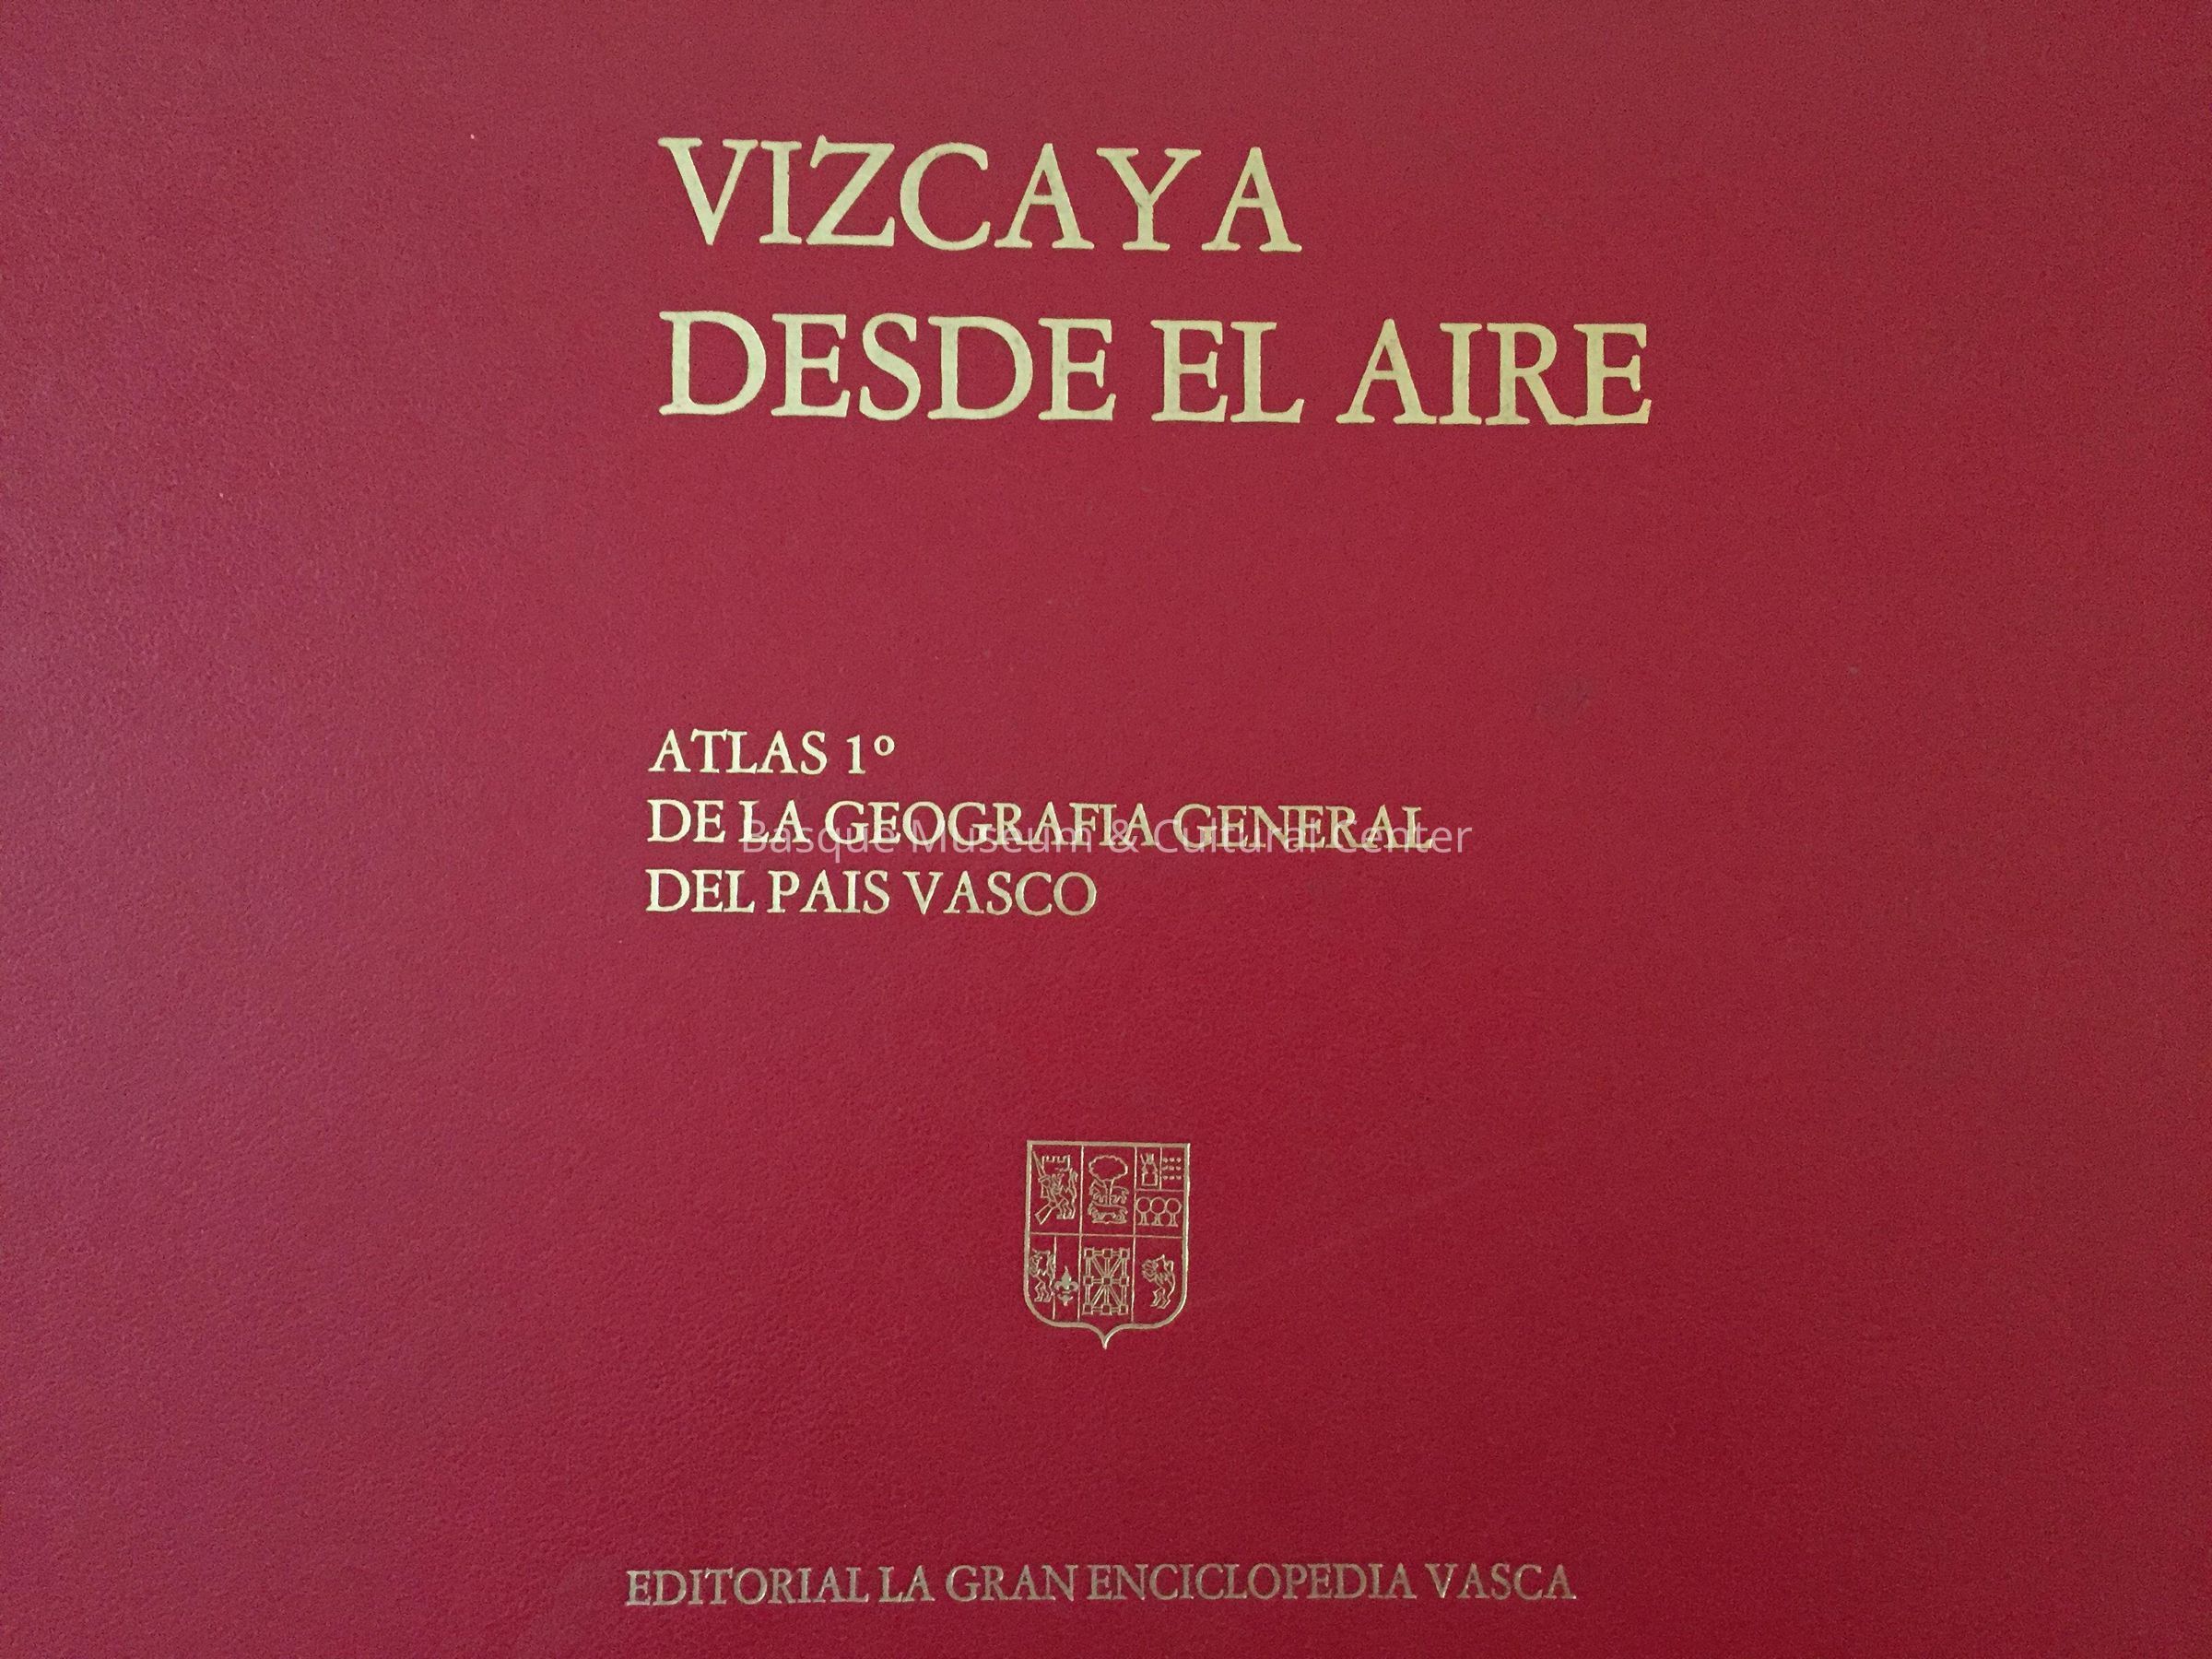 VIZCAYA
DESDE EL AIRE
ATLAS 1º
DE LA GEOGRAFIA GENERAL
Basque Museum & Cultural Center
DEL PAIS VASCO
EDITORIAL LA GRAN ENCICLOPEDIA VASCA